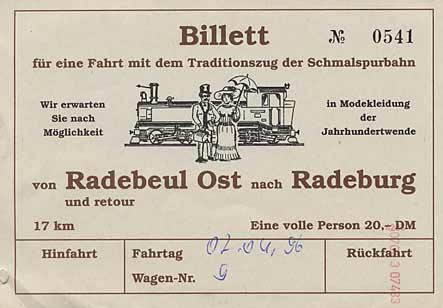 Billett
№ 0541
für eine Fahrt mit dem Traditionszug der Schmalspurbahn
Wir erwarten
Sie nach
Möglichkeit
in Modekleidung
der
Jahrhundertwende
von Radebeul Ost nach Radeburg
und retour
17 km
Eine volle Person 20,- DM
Hinfahrt
Fahrtag 07.04.96
Wagen-Nr. 9
Rückfahrt